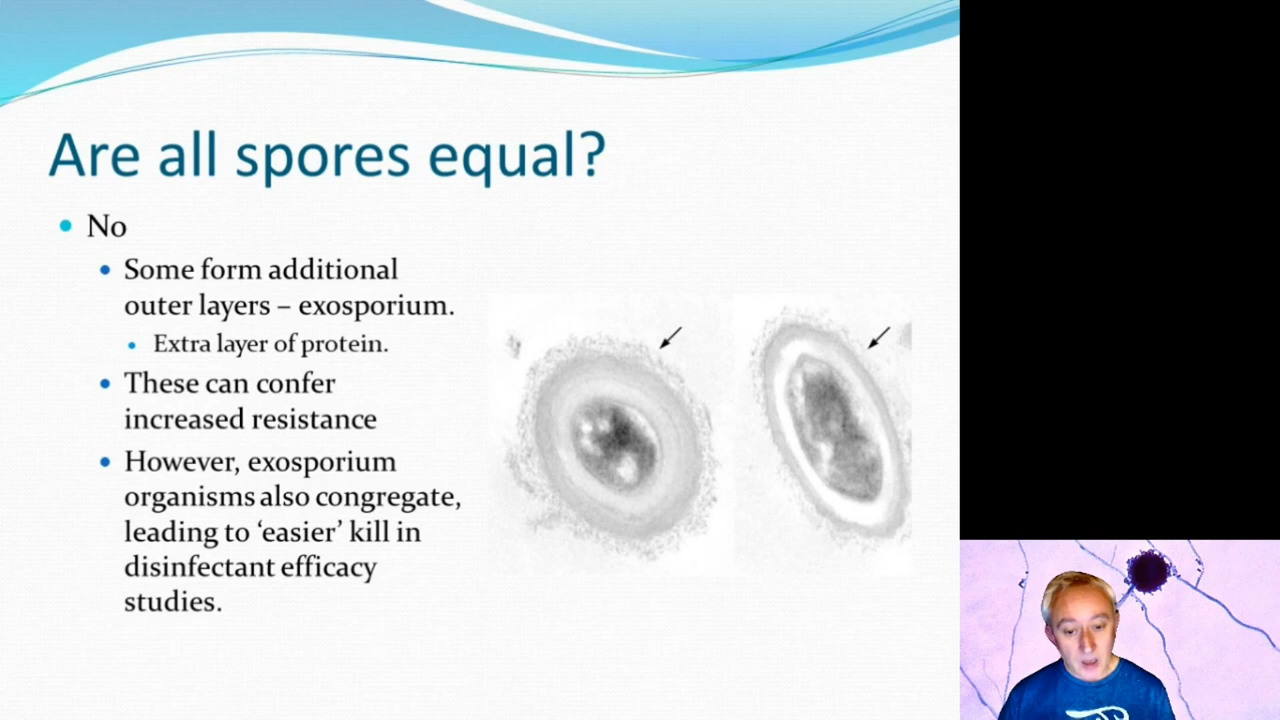 Are all spores equal?
No
Some form additional
outer layers – exosporium.
Extra layer of protein.
These can confer
increased resistance
However, exosporium
organisms also congregate,
leading to ‘easier’ kill in
disinfectant efficacy
studies.